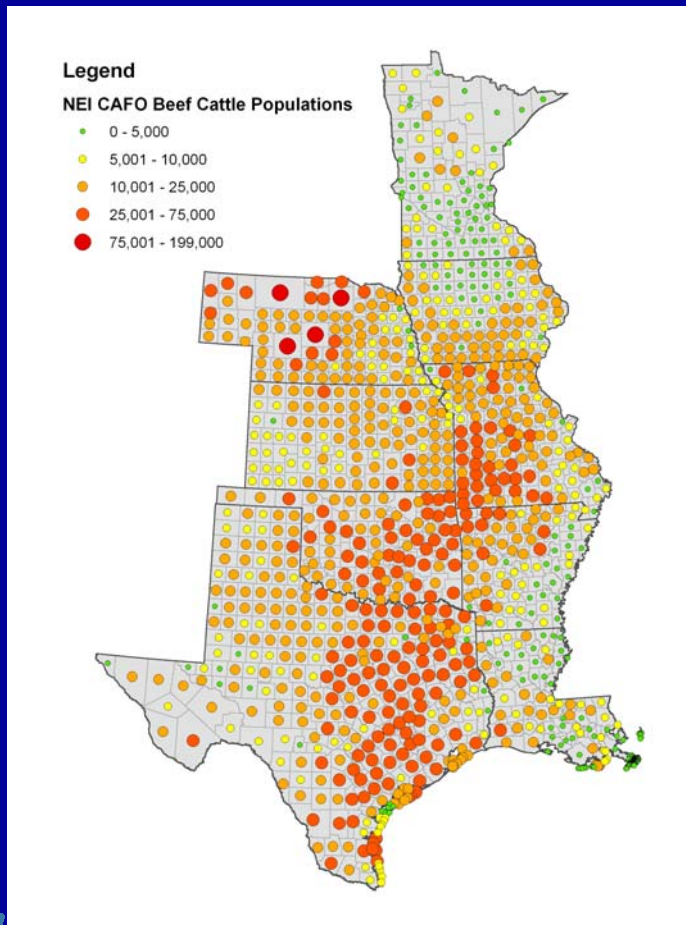 Legend
NEI CAFO Beef Cattle Populations
0 - 5,000
5,001 - 10,000
10,001 - 25,000
25,001 - 75,000
75,001 - 199,000